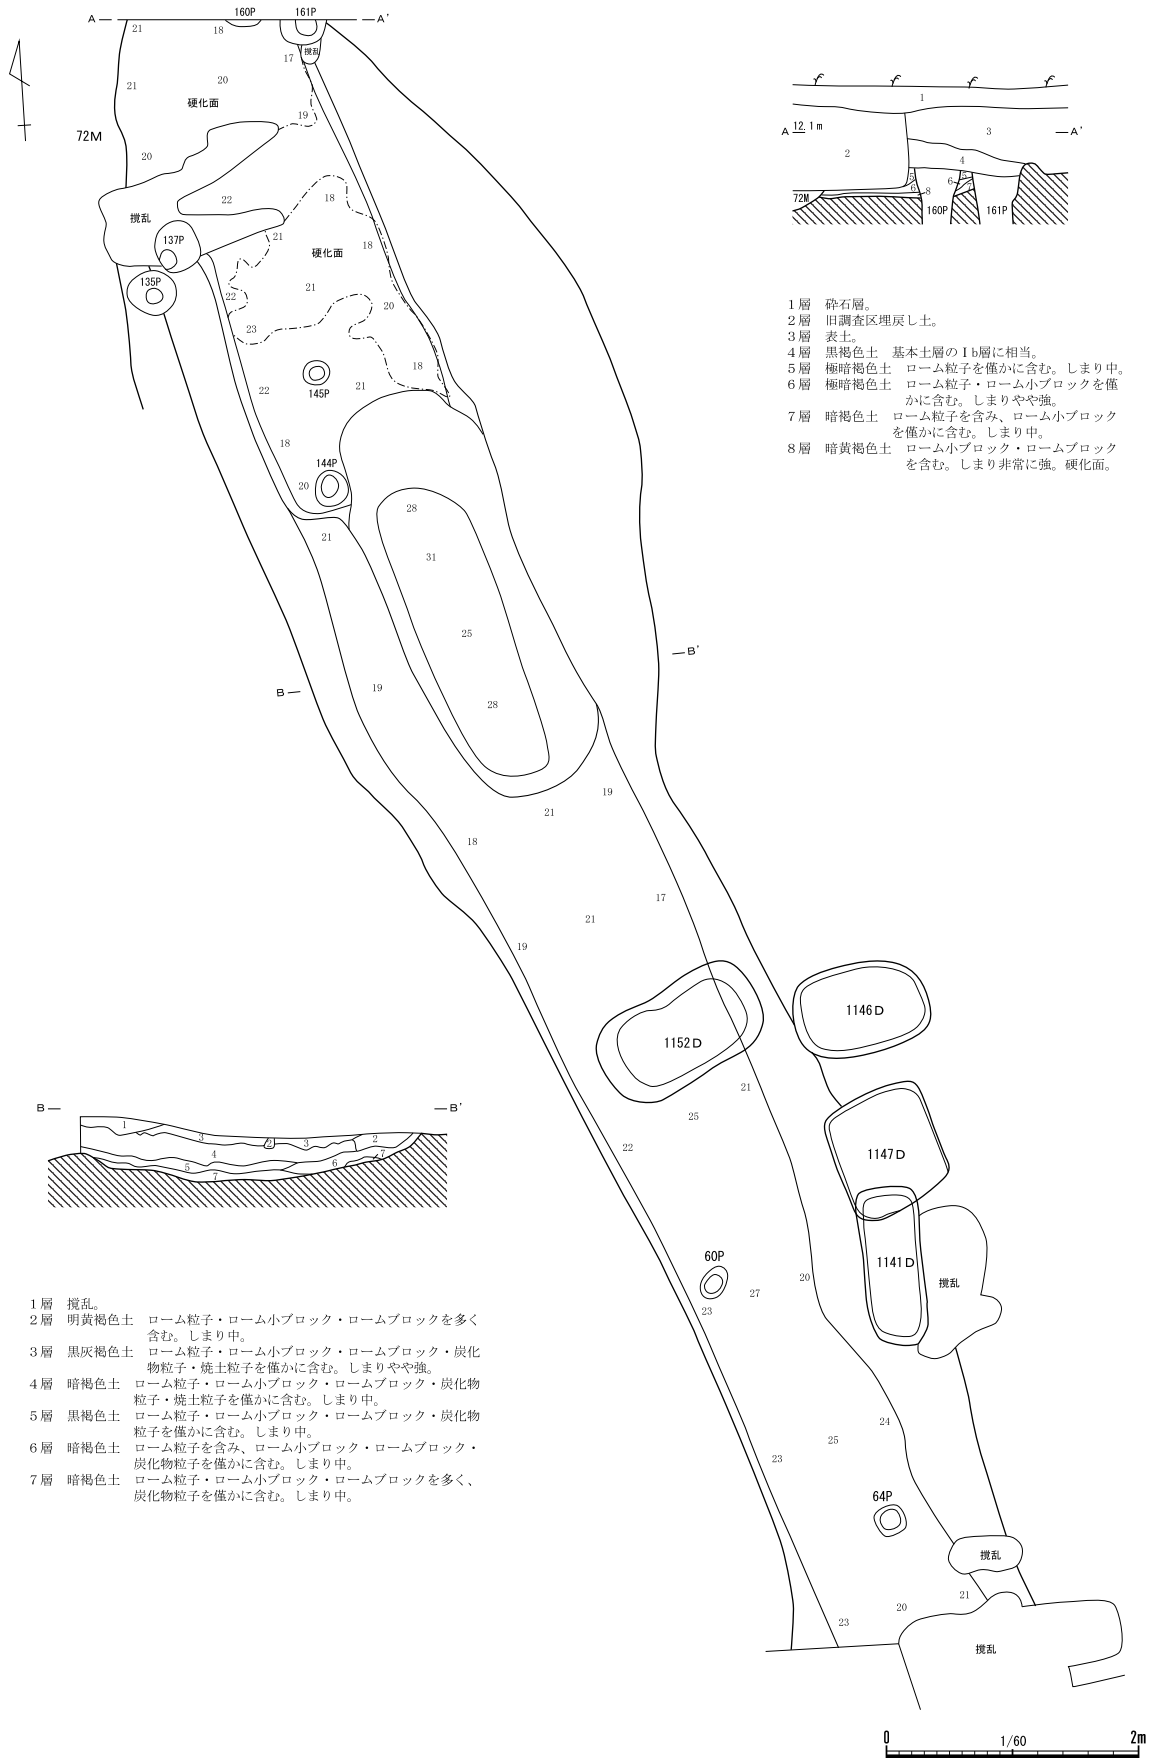 A
160P
161P
A'
21
18
攪乱
17
21
20
硬化面
19
72M
20
22
18
攪乱
137P
21
硬化面
18
135P
22
21
20
23
145P
21
18
22
18
144P
20
28
21
31
25
B'
B
19
28
19
21
18
17
21
19
1146D
1152D
21
25
22
1147D
1141D
攪乱
60P
20
27
23
24
25
23
64P
攪乱
21
20
23
攪乱
1
A 12.1m
3
A'
2
4
5
5
6
6
7
8
72M
160P
161P
1層 砕石層。
2層 旧調査区埋戻し土。
3層 表土。
4層 黒褐色土 基本土層のⅠb層に相当。
5層 極暗褐色土 ローム粒子を僅かに含む。しまり中。
6層 極暗褐色土 ローム粒子・ローム小ブロックを僅
かに含む。しまりやや強。
7層 暗褐色土 ローム粒子を含み、ローム小ブロック
を僅かに含む。しまり中。
8層 暗黄褐色土 ローム小ブロック・ロームブロック
を含む。しまり非常に強。硬化面。
B
B'
1
3
2
3
2
4
5
6
7
7
1層 攪乱。
2層 明黄褐色土 ローム粒子・ローム小ブロック・ロームブロックを多く
含む。しまり中。
3層 黒灰褐色土 ローム粒子・ローム小ブロック・ロームブロック・炭化
物粒子・焼土粒子を僅かに含む。しまりやや強。
4層 暗褐色土 ローム粒子・ローム小ブロック・ロームブロック・炭化物
粒子・焼土粒子を僅かに含む。しまり中。
5層 黒褐色土 ローム粒子・ローム小ブロック・ロームブロック・炭化物
粒子を僅かに含む。しまり中。
6層 暗褐色土 ローム粒子を含み、ローム小ブロック・ロームブロック・
炭化物粒子を僅かに含む。しまり中。
7層 暗褐色土 ローム粒子・ローム小ブロック・ロームブロックを多く、
炭化物粒子を僅かに含む。しまり中。
0
1/60
2m